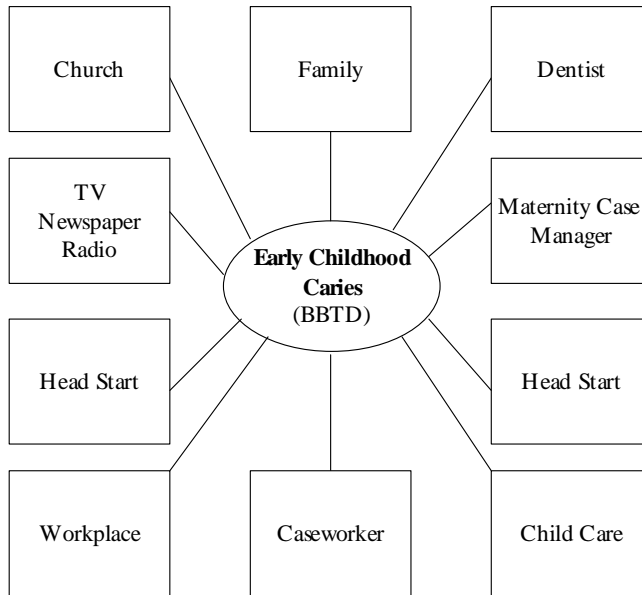 Church
Family
Dentist
TV
Newspaper
Radio
Maternity Case
Manager
Early Childhood
Caries
(BBTD)
Head Start
Head Start
Workplace
Caseworker
Child Care